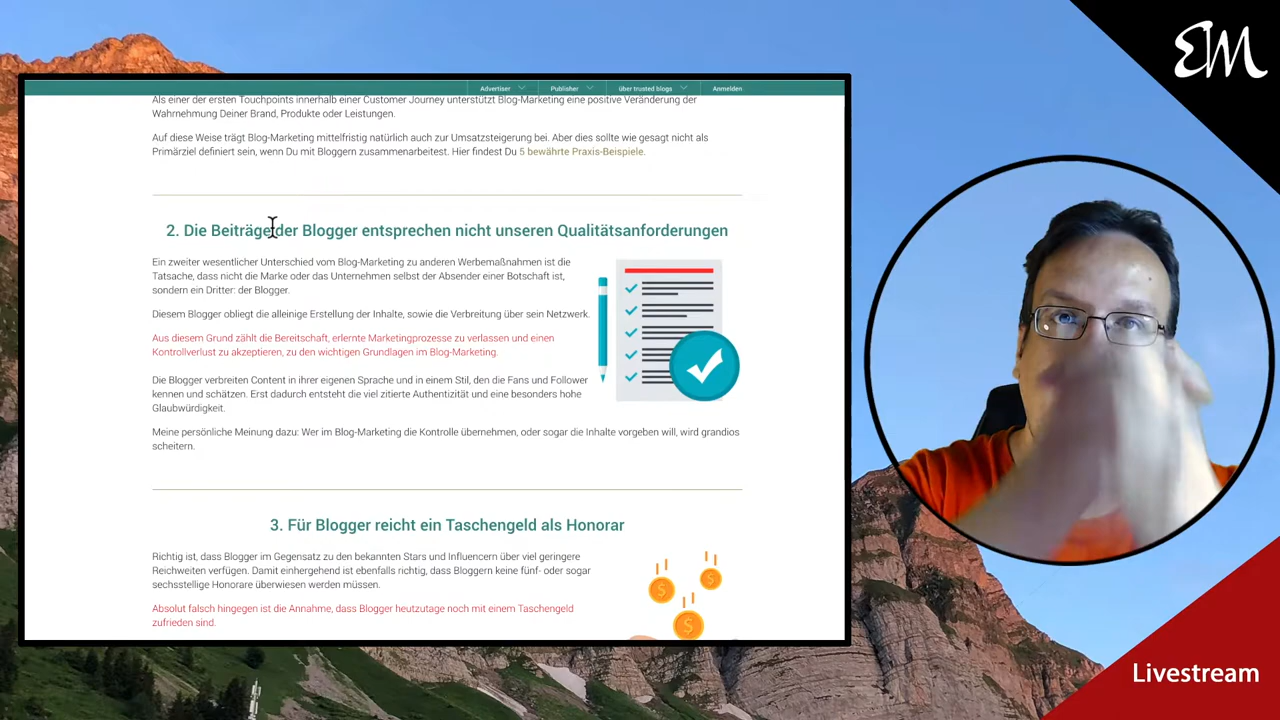 Advertiser Publisher über trusted blogs Anmelden
Als einer der ersten Touchpoints innerhalb einer Customer Journey unterstützt Blog-Marketing eine positive Veränderung der
Wahrnehmung Deiner Brand, Produkte oder Leistungen.
Auf diese Weise trägt Blog-Marketing mittelfristig natürlich auch zur Umsatzsteigerung bei. Aber dies sollte wie gesagt nicht als
Primärziel definiert sein, wenn Du mit Bloggern zusammenarbeitest. Hier findest Du 5 bewährte Praxis-Beispiele.
2. Die Beiträge der Blogger entsprechen nicht unseren Qualitätsanforderungen
Ein zweiter wesentlicher Unterschied vom Blog-Marketing zu anderen Werbemaßnahmen ist die
Tatsache, dass nicht die Marke oder das Unternehmen selbst der Absender einer Botschaft ist,
sondern ein Dritter: der Blogger.
Diesem Blogger obliegt die alleinige Erstellung der Inhalte, sowie die Verbreitung über sein Netzwerk.
Aus diesem Grund zählt die Bereitschaft, erlernte Marketingprozesse zu verlassen und einen
Kontrollverlust zu akzeptieren, zu den wichtigen Grundlagen im Blog-Marketing.
Die Blogger verbreiten Content in ihrer eigenen Sprache und in einem Stil, den die Fans und Follower
kennen und schätzen. Erst dadurch entsteht die viel zitierte Authentizität und eine besonders hohe
Glaubwürdigkeit.
Meine persönliche Meinung dazu: Wer im Blog-Marketing die Kontrolle übernehmen, oder sogar die Inhalte vorgeben will, wird grandios
scheitern.
3. Für Blogger reicht ein Taschengeld als Honorar
Richtig ist, dass Blogger im Gegensatz zu den bekannten Stars und Influencern über viel geringere
Reichweiten verfügen. Damit einhergehend ist ebenfalls richtig, dass Bloggern keine fünf- oder sogar
sechsstellige Honorare überwiesen werden müssen.
Absolut falsch hingegen ist die Annahme, dass Blogger heutzutage noch mit einem Taschengeld
zufrieden sind.
$ $
$
EM
Livestream